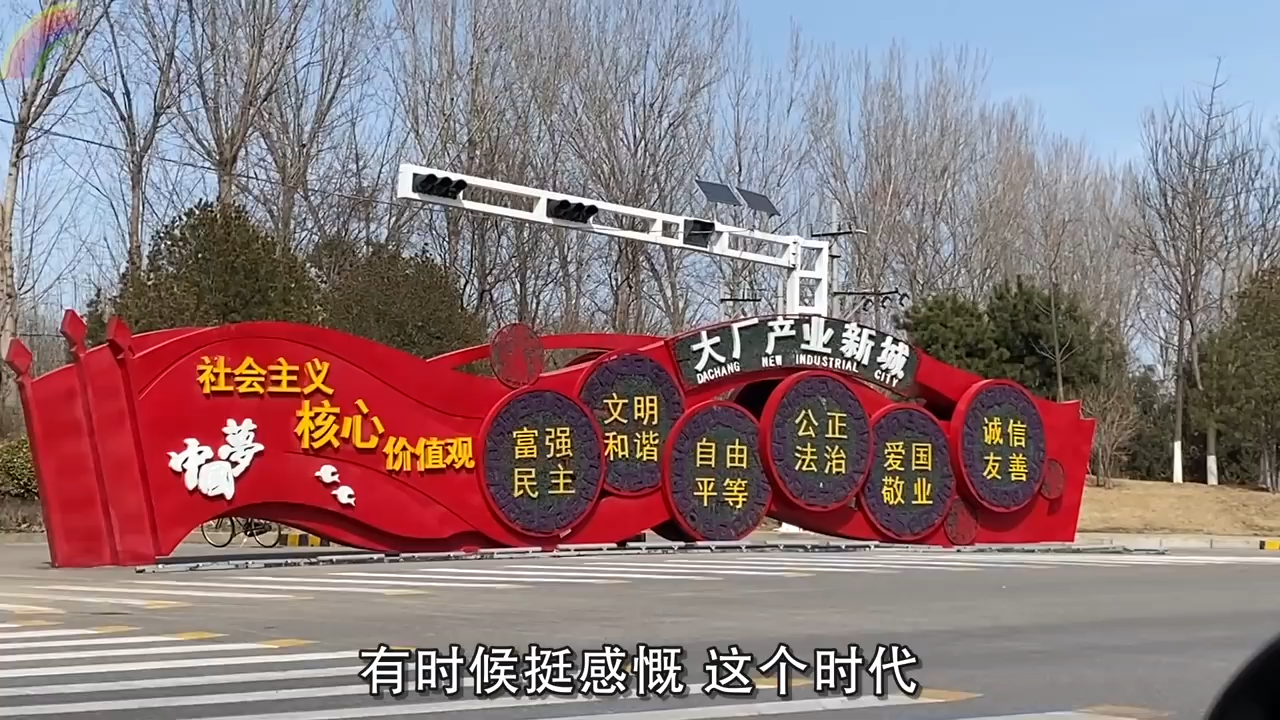 社会主义
核心
价值观
中国梦
富强
民主
文明
和谐
自由
平等
大厂产业新城
DACHANG NEW INDUSTRIAL CITY
公正
法治
爱国
敬业
诚信
友善
有时候挺感慨 这个时代